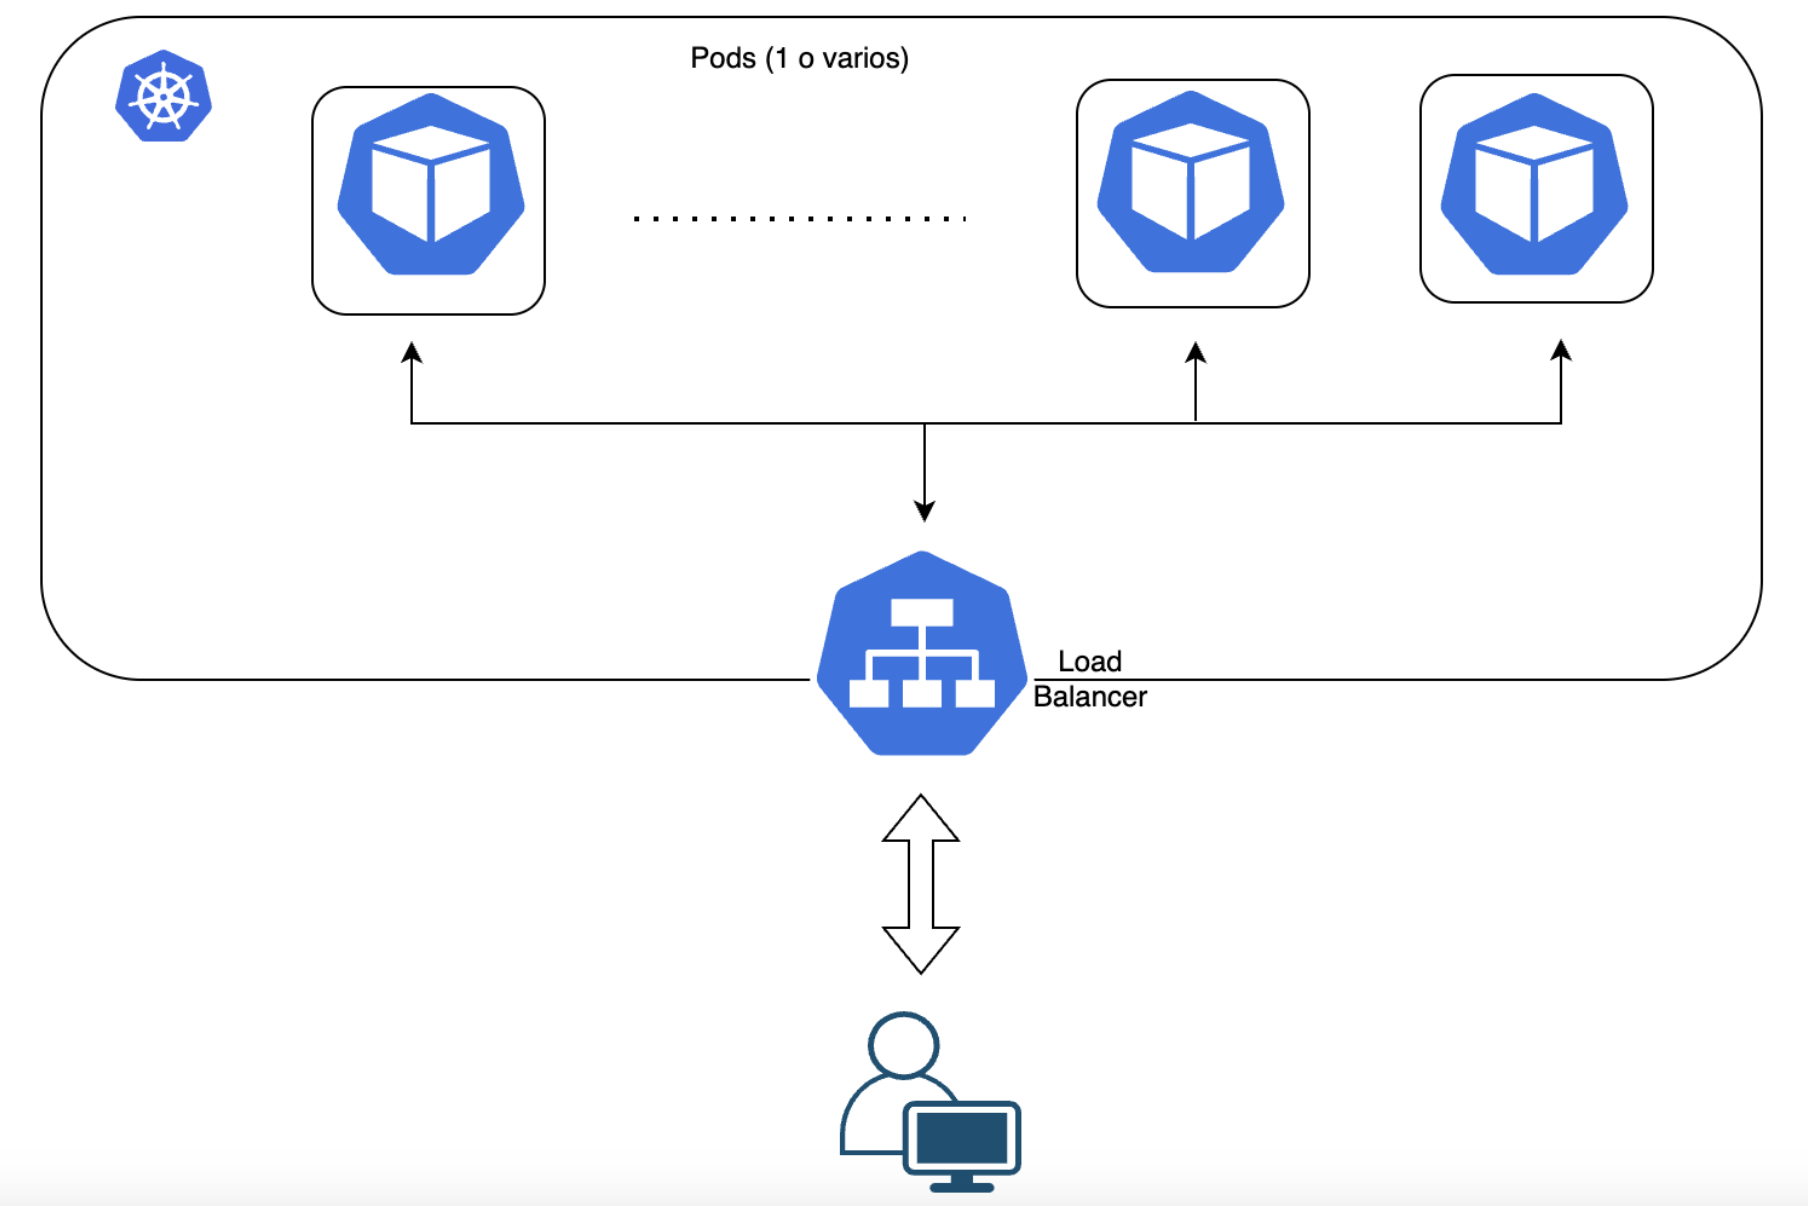 Pods (1 o varios)
Load
Balancer